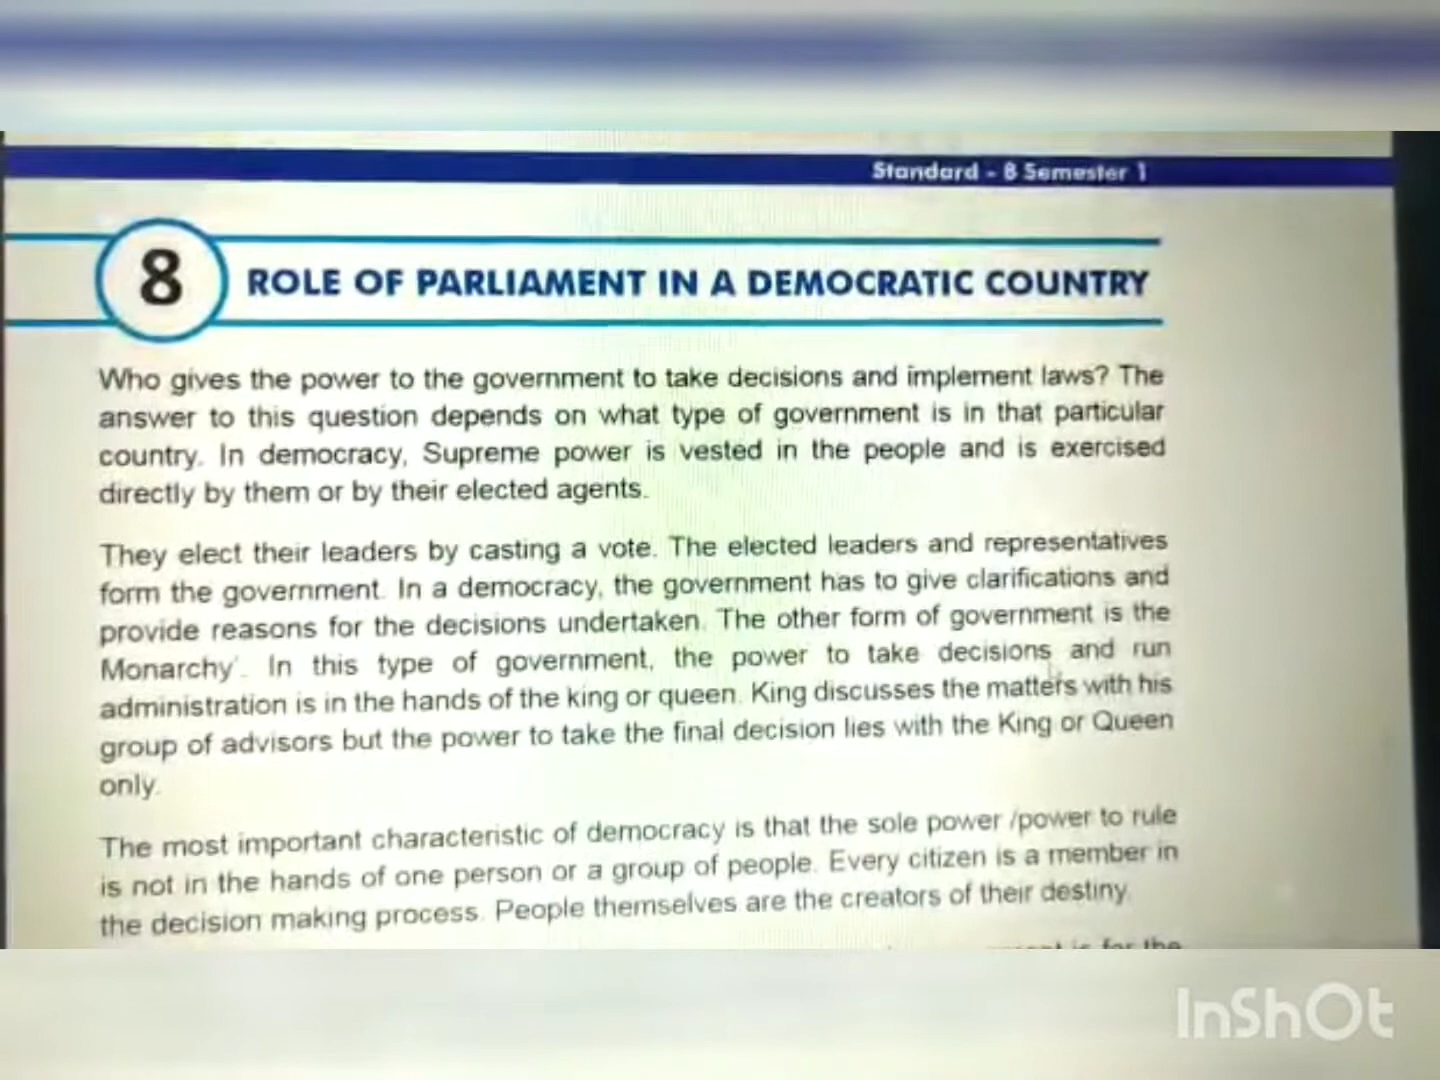 Standard - 8 Semester 1
8
ROLE OF PARLIAMENT IN A DEMOCRATIC COUNTRY
Who gives the power to the government to take decisions and implement laws? The
answer to this question depends on what type of government is in that particular
country. In democracy, Supreme power is vested in the people and is exercised
directly by them or by their elected agents.
They elect their leaders by casting a vote. The elected leaders and representatives
form the government. In a democracy, the government has to give clarifications and
provide reasons for the decisions undertaken. The other form of government is the
Monarchy'. In this type of government, the power to take decisions and run
administration is in the hands of the king or queen. King discusses the matters with his
group of advisors but the power to take the final decision lies with the King or Queen
only.
The most important characteristic of democracy is that the sole power /power to rule
is not in the hands of one person or a group of people. Every citizen is a member in
the decision making process. People themselves are the creators of their destiny.
is for the
InShOt